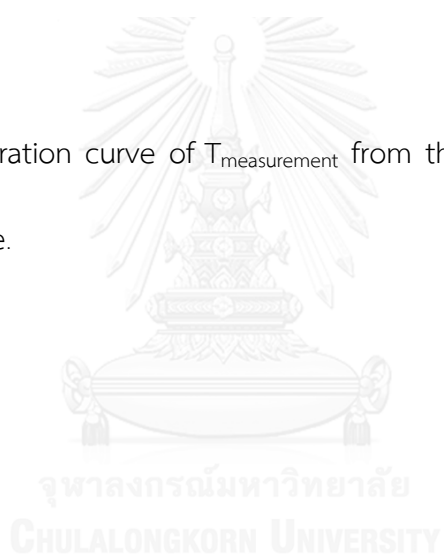 ration curve of Tmeasurement from th
e.
จุฬาลงกรณ์มหาวิทยาลัย
CHULALONGKORN UNIVERSITY